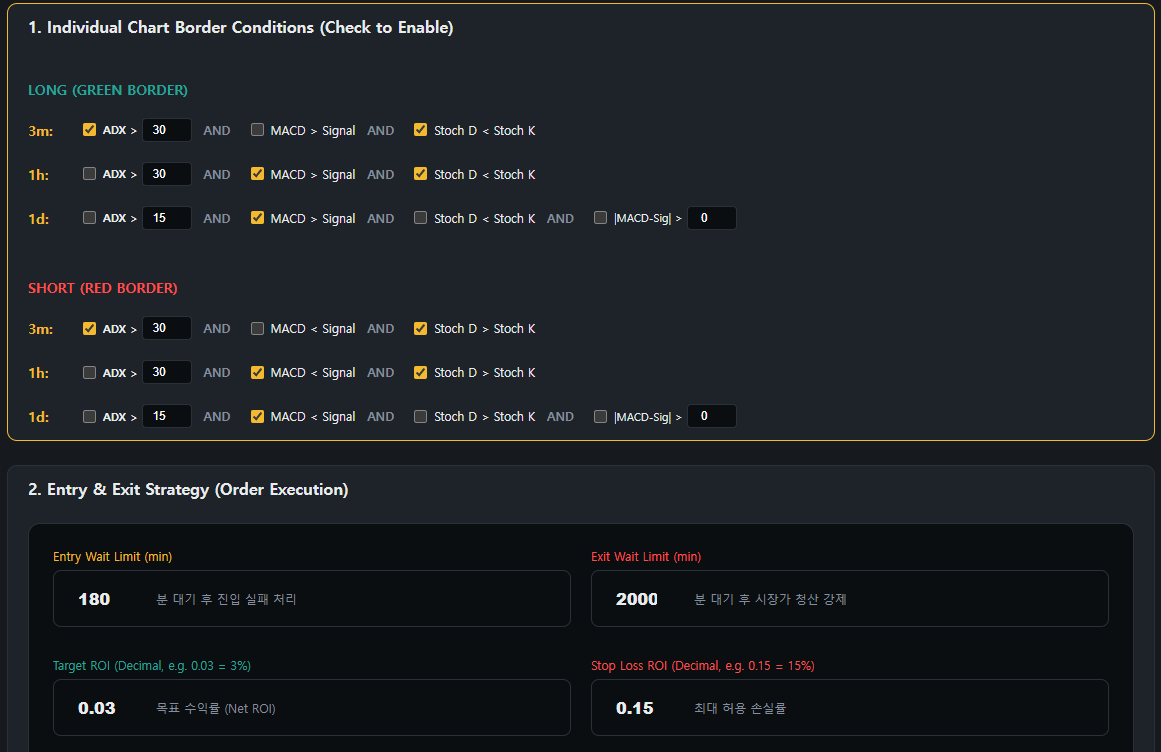 1. Individual Chart Border Conditions (Check to Enable)
LONG (GREEN BORDER)
3m: ADX > 30 AND MACD > Signal AND Stoch D < Stoch K
1h: ADX > 30 AND MACD > Signal AND Stoch D < Stoch K
1d: ADX > 15 AND MACD > Signal AND Stoch D < Stoch K AND |MACD-Sig| > 0
SHORT (RED BORDER)
3m: ADX > 30 AND MACD < Signal AND Stoch D > Stoch K
1h: ADX > 30 AND MACD < Signal AND Stoch D > Stoch K
1d: ADX > 15 AND MACD < Signal AND Stoch D > Stoch K AND |MACD-Sig| > 0
2. Entry & Exit Strategy (Order Execution)
Entry Wait Limit (min)
180 분 대기 후 진입 실패 처리
Exit Wait Limit (min)
2000 분 대기 후 시장가 청산 강제
Target ROI (Decimal, e.g. 0.03 = 3%)
0.03 목표 수익률 (Net ROI)
Stop Loss ROI (Decimal, e.g. 0.15 = 15%)
0.15 최대 허용 손실률